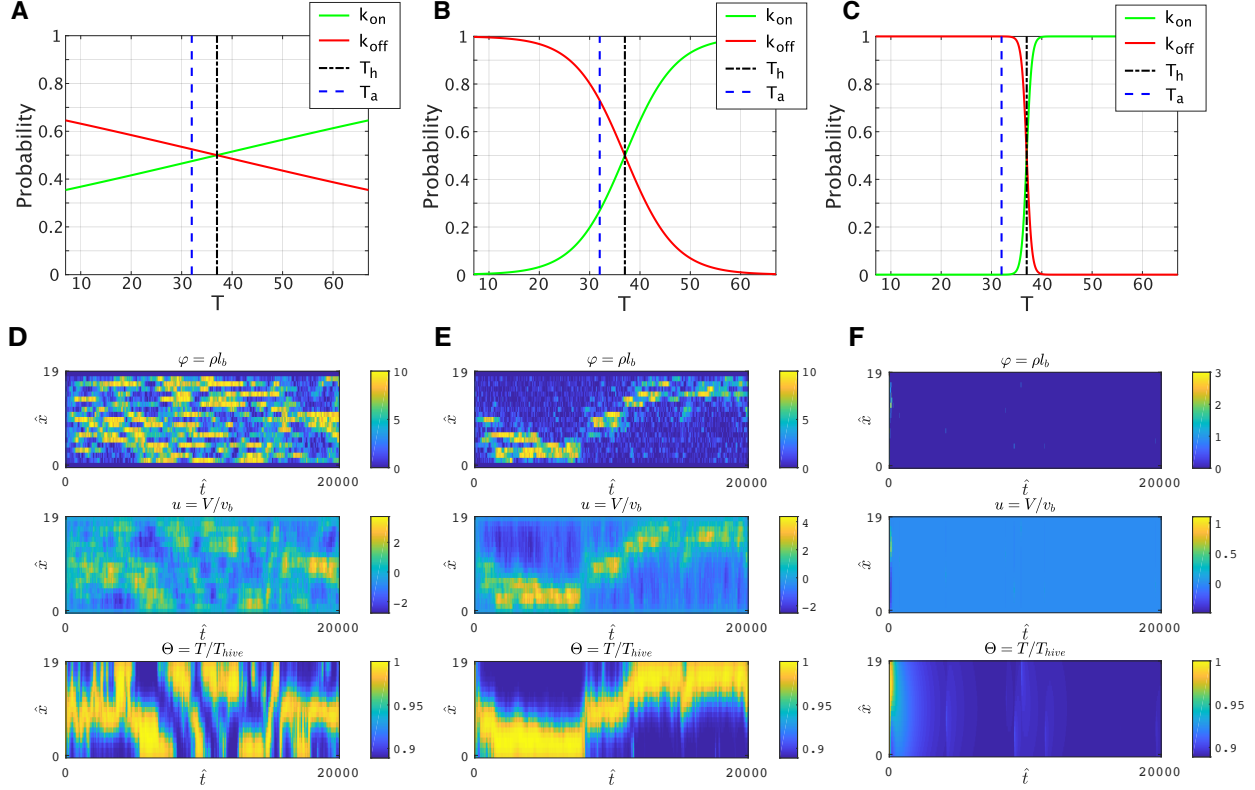 A
B
C
k_on
k_off
T_h
T_a
k_on
k_off
T_h
T_a
k_on
k_off
T_h
T_a
Probability
1
0.8
0.6
0.4
0.2
0
10 20 30 40 50 60
T
Probability
1
0.8
0.6
0.4
0.2
0
10 20 30 40 50 60
T
Probability
1
0.8
0.6
0.4
0.2
0
10 20 30 40 50 60
T
D
E
F
φ = ρl_b
19
x̂
0
0
t̂
20000
10
5
0
φ = ρl_b
19
x̂
0
0
t̂
20000
10
5
0
φ = ρl_b
19
x̂
0
0
t̂
20000
3
2
1
0
u = V/v_b
19
x̂
0
0
t̂
20000
2
0
−2
u = V/v_b
19
x̂
0
0
t̂
20000
4
2
0
−2
u = V/v_b
19
x̂
0
0
t̂
20000
1
0.5
0
Θ = T/T_hive
19
x̂
0
0
t̂
20000
1
0.95
0.9
Θ = T/T_hive
19
x̂
0
0
t̂
20000
1
0.95
0.9
Θ = T/T_hive
19
x̂
0
0
t̂
20000
1
0.95
0.9